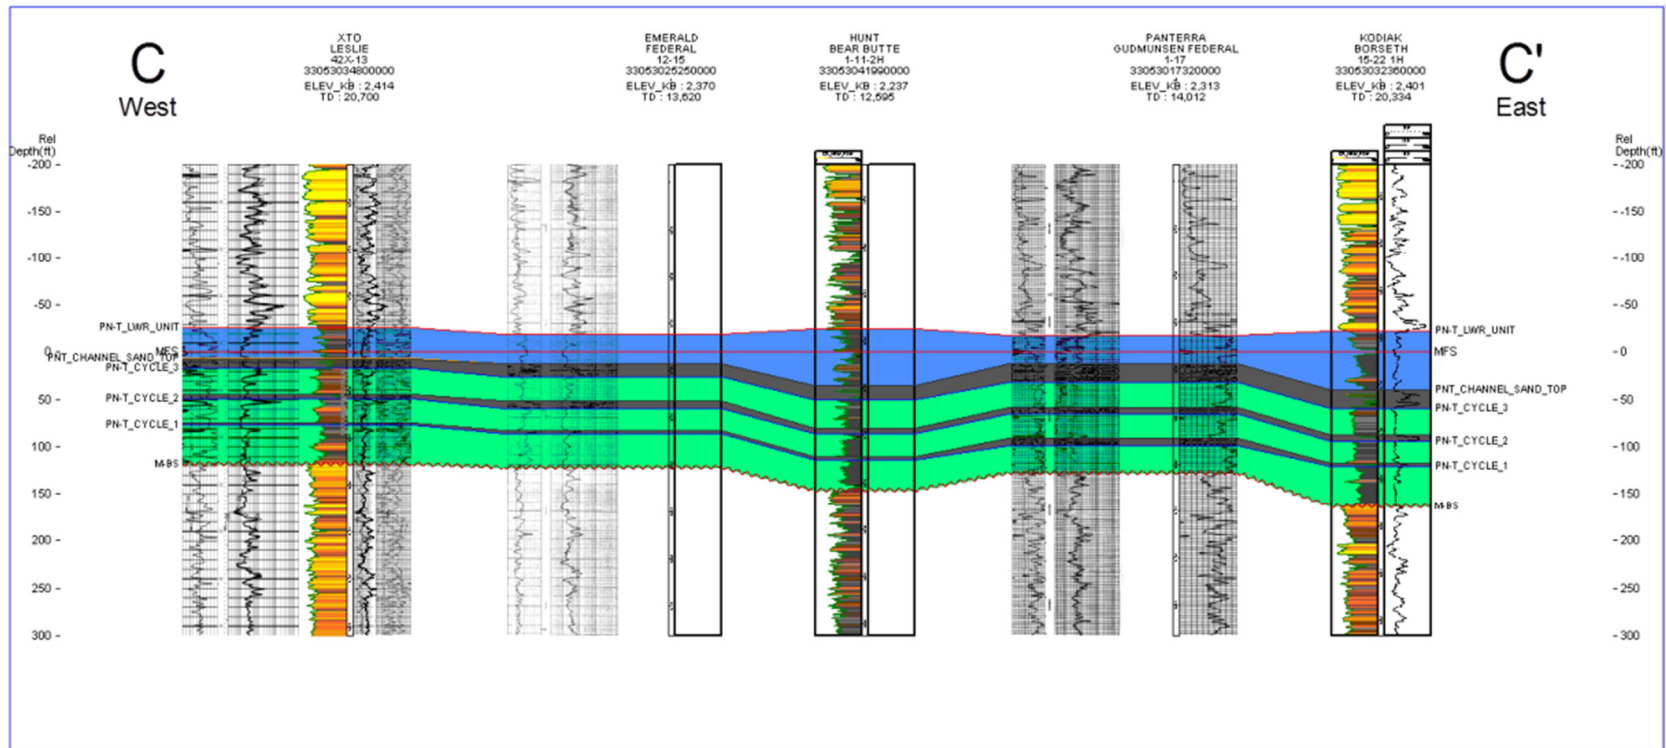 C
West
XTO
LESLIE
42X-13
33053034800000
ELEV_KB : 2,414
TD : 20,700
EMERALD
FEDERAL
12-15
33053025250000
ELEV_KB : 2,370
TD : 13,620
HUNT
BEAR BUTTE
1-11-2H
33053041990000
ELEV_KB : 2,237
TD : 12,595
PANTERRA
GUDMUNSEN FEDERAL
1-17
33053017320000
ELEV_KB : 2,313
TD : 14,012
KODIAK
BORSETH
15-22 1H
33053032360000
ELEV_KB : 2,401
TD : 20,334
C'
East
Rel
Depth(ft)
-200
-150
-100
-50
0
50
100
150
200
250
300
PN-T_LWR_UNIT
MFS
PNT_CHANNEL_SAND_TOP
PN-T_CYCLE_3
PN-T_CYCLE_2
PN-T_CYCLE_1
M-BS
PN-T_LWR_UNIT
MFS
PNT_CHANNEL_SAND_TOP
PN-T_CYCLE_3
PN-T_CYCLE_2
PN-T_CYCLE_1
M-BS
Rel
Depth(ft)
-200
-150
-100
-50
0
50
100
150
200
250
300